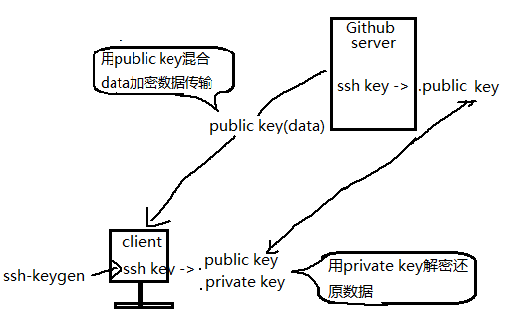 Github
server
用public key混合
data加密数据传输
ssh key -> .public key
public key(data)
client
ssh-keygen
ssh key -> .public key
.private key
用private key解密还
原数据